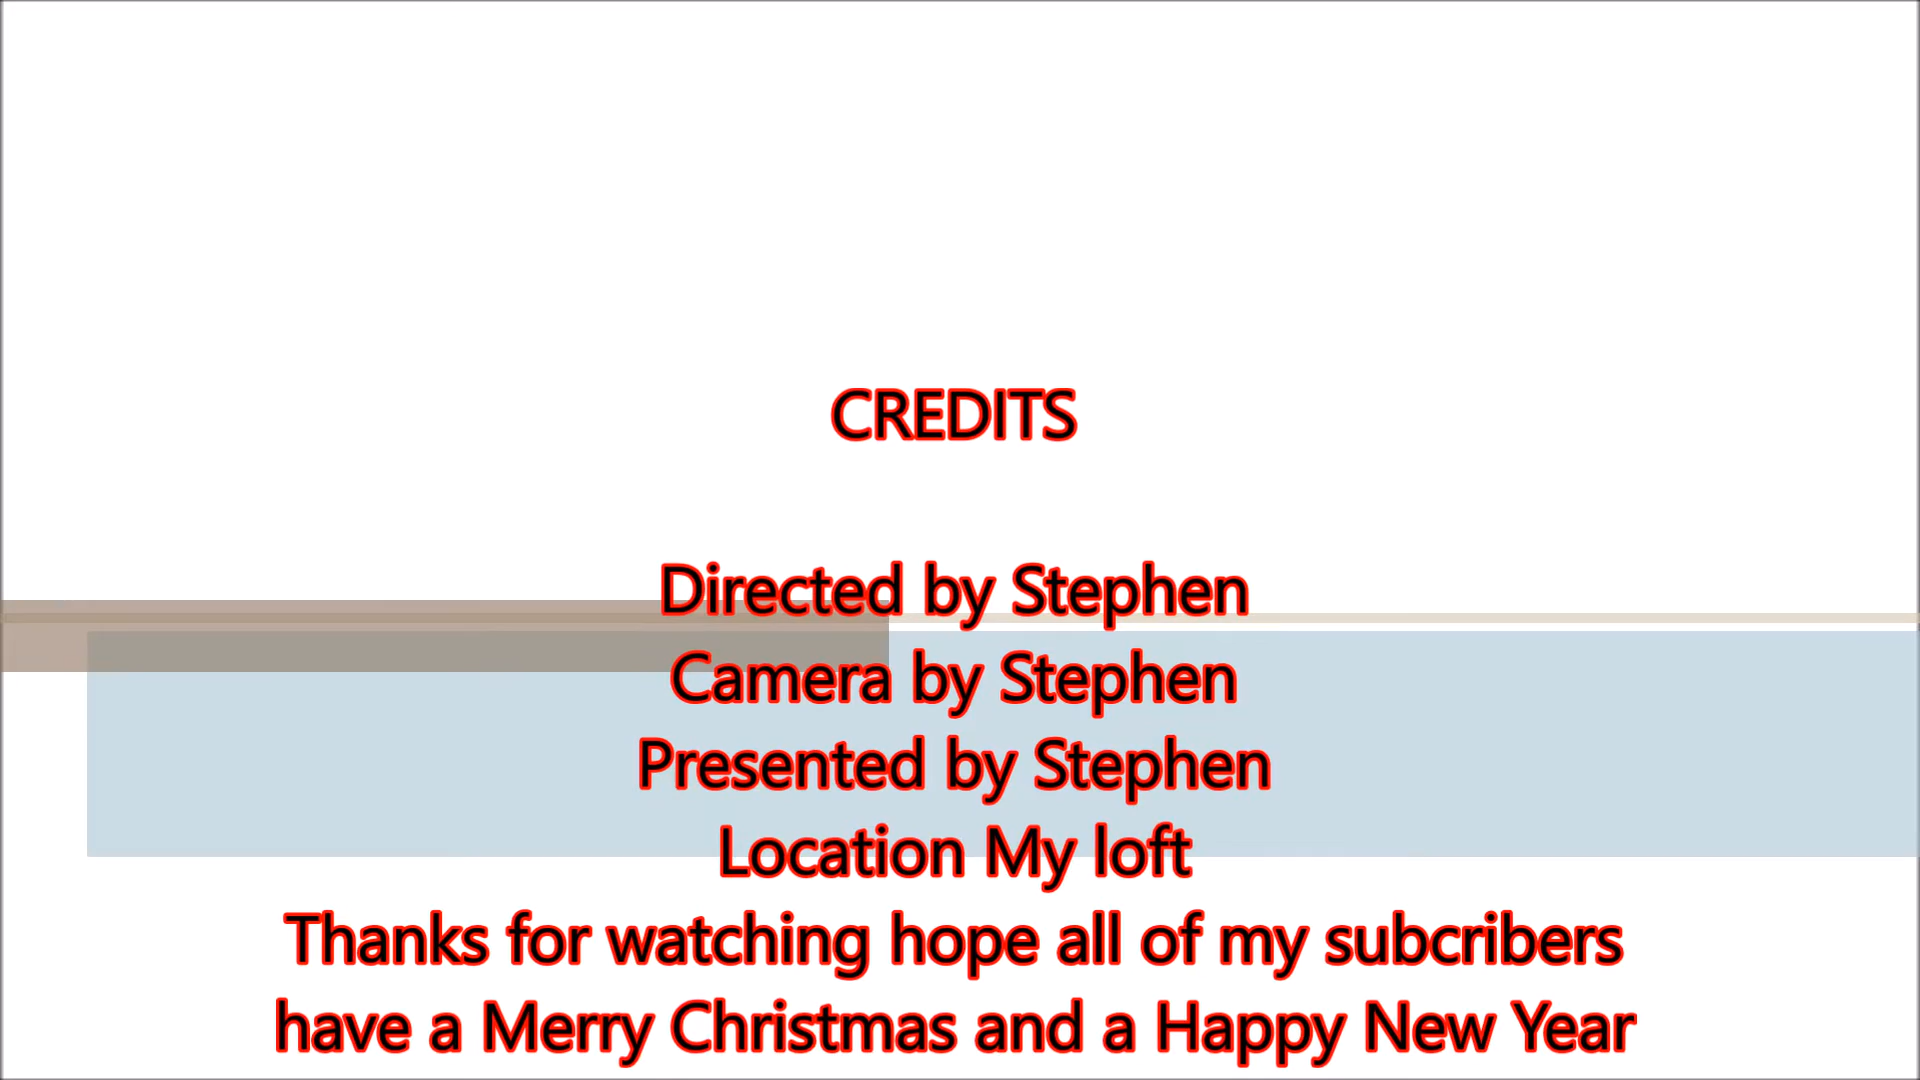 CREDITS
Directed by Stephen
Camera by Stephen
Presented by Stephen
Location My loft
Thanks for watching hope all of my subcribers
have a Merry Christmas and a Happy New Year